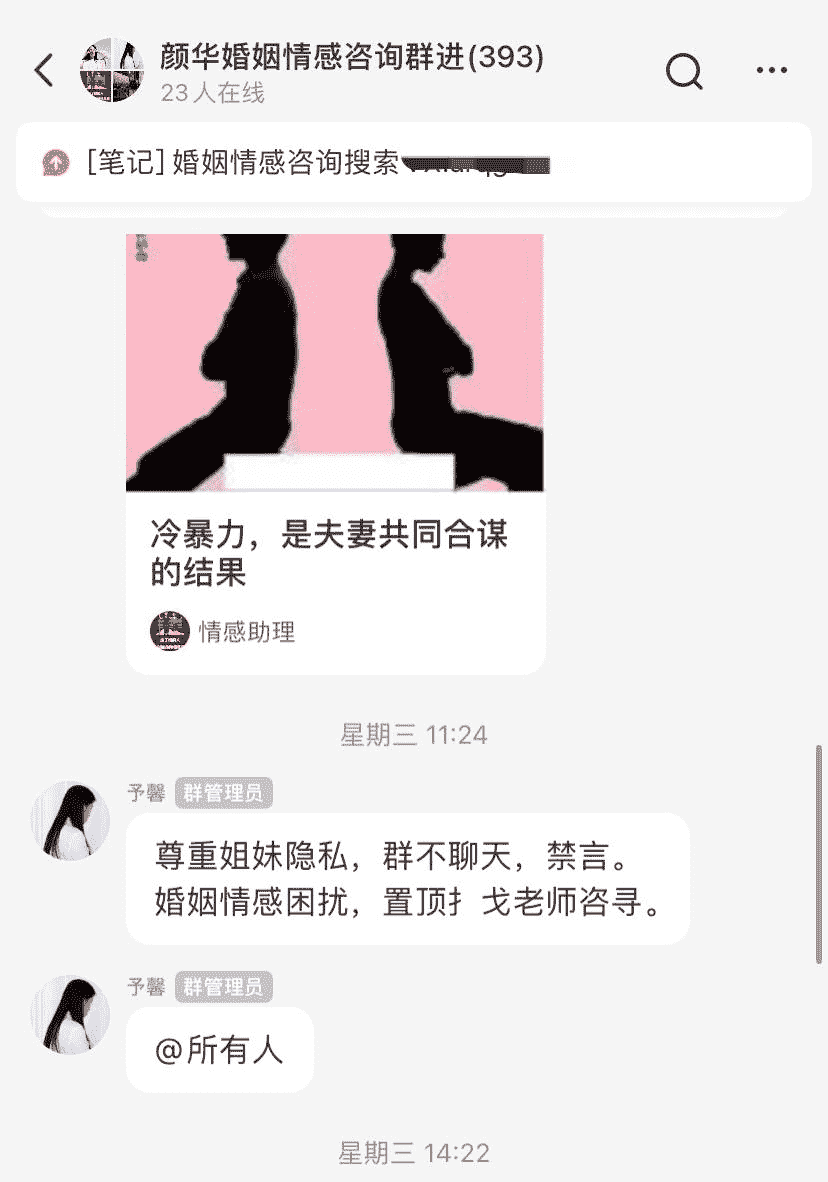 颜华婚姻情感咨询群进(393)
23人在线
[笔记] 婚姻情感咨询搜索
冷暴力，是夫妻共同合谋
的结果
情感助理
星期三 11:24
予馨 群管理员
尊重姐妹隐私，群不聊天，禁言。
婚姻情感困扰，置顶扌戈老师咨寻。
予馨 群管理员
@所有人
星期三 14:22